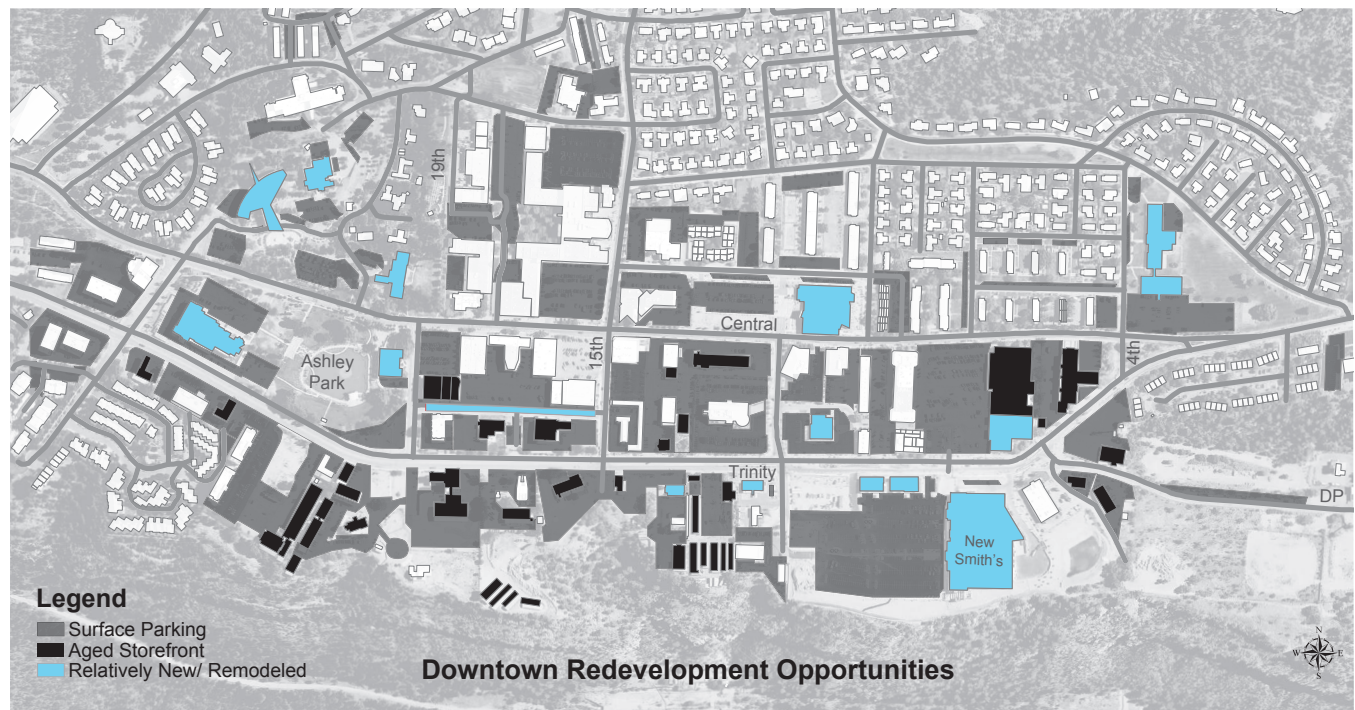 19th
Central
15th
4th
Ashley
Park
Trinity
DP
New
Smith's
Legend
Surface Parking
Aged Storefront
Relatively New/ Remodeled
Downtown Redevelopment Opportunities
N
W
E
S